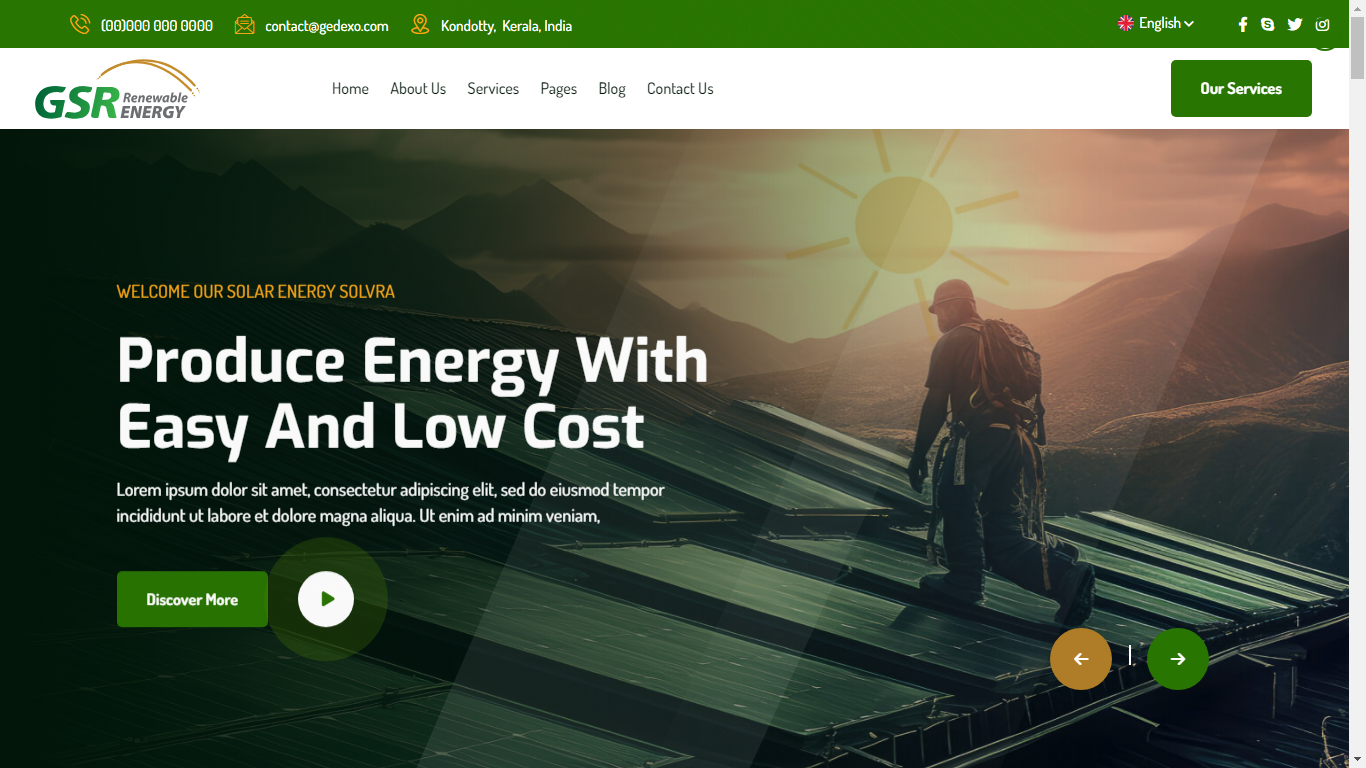 (00)000 000 0000
contact@gedexo.com
Kondotty, Kerala, India
English
GSR Renewable ENERGY
Home
About Us
Services
Pages
Blog
Contact Us
Our Services
WELCOME OUR SOLAR ENERGY SOLVRA
Produce Energy With
Easy And Low Cost
Lorem ipsum dolor sit amet, consectetur adipiscing elit, sed do eiusmod tempor
incididunt ut labore et dolore magna aliqua. Ut enim ad minim veniam,
Discover More